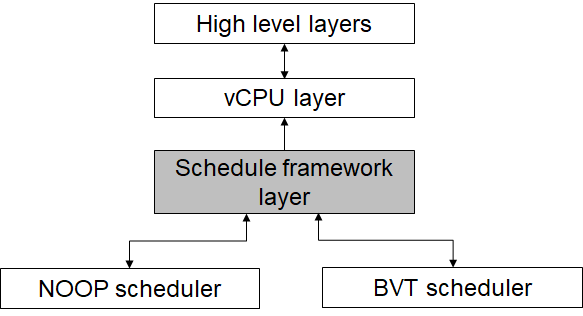 High level layers
vCPU layer
Schedule framework
layer
NOOP scheduler
BVT scheduler